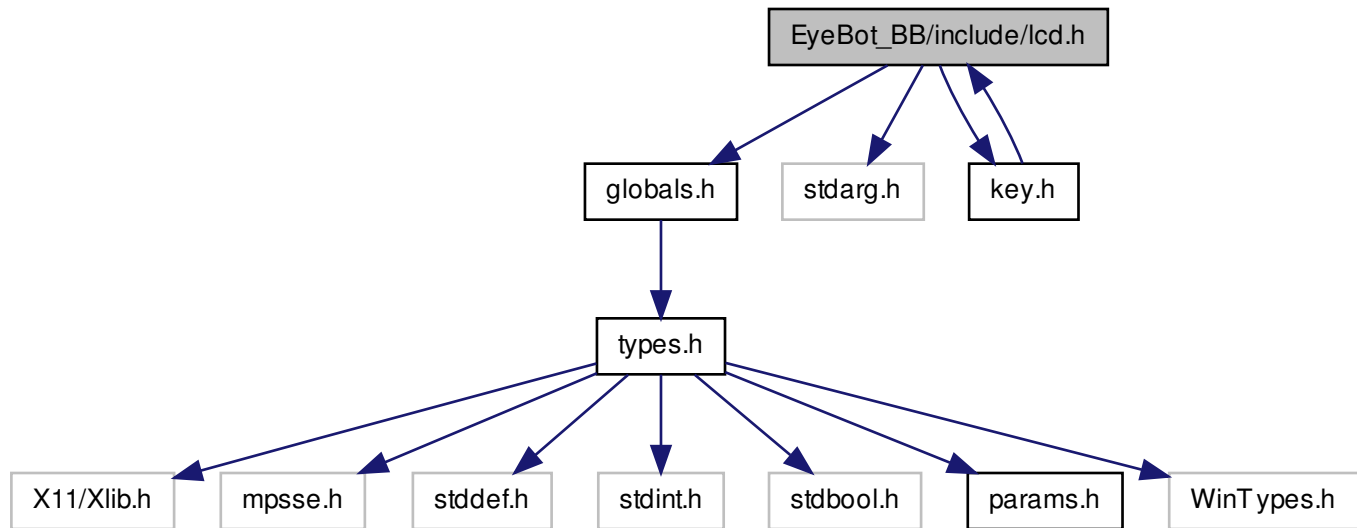 EyeBot_BB/include/lcd.h
globals.h
stdarg.h
key.h
types.h
X11/Xlib.h
mpsse.h
stddef.h
stdint.h
stdbool.h
params.h
WinTypes.h